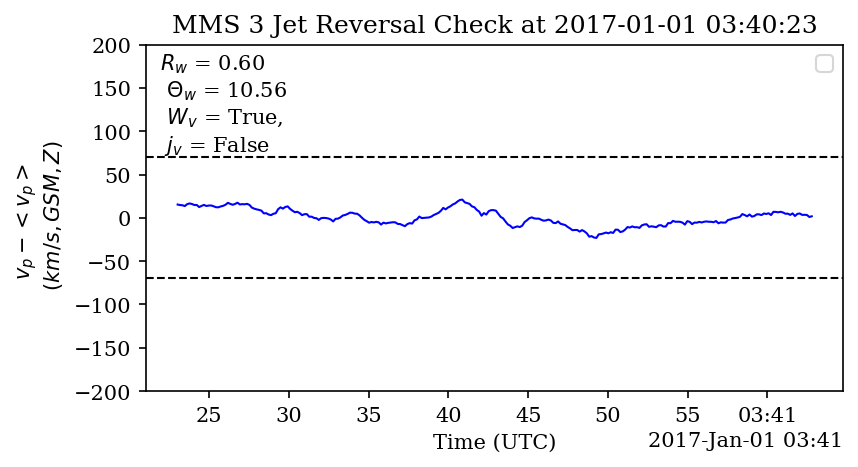 MMS 3 Jet Reversal Check at 2017-01-01 03:40:23
R_w = 0.60
Θ_w = 10.56
W_v = True,
j_v = False
v_p − < v_p >
(km/s, GSM, Z)
200
150
100
50
0
−50
−100
−150
−200
25 30 35 40 45 50 55 03:41
Time (UTC)
2017-Jan-01 03:41